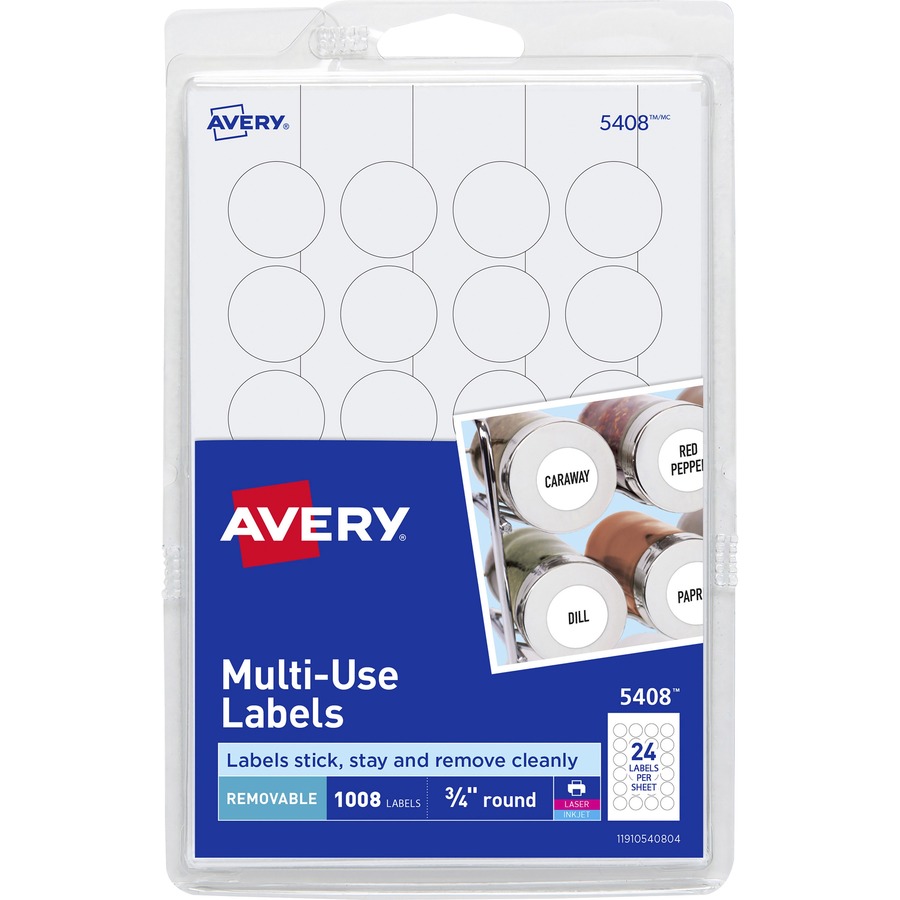 AVERY®
5408™/MC
CARAWAY
RED
PEPPE
DILL
PAPR
AVERY®
Multi-Use
Labels
5408™
24
LABELS
PER
SHEET
Labels stick, stay and remove cleanly
REMOVABLE
1008 LABELS
¾" round
LASER
INKJET
11910540804